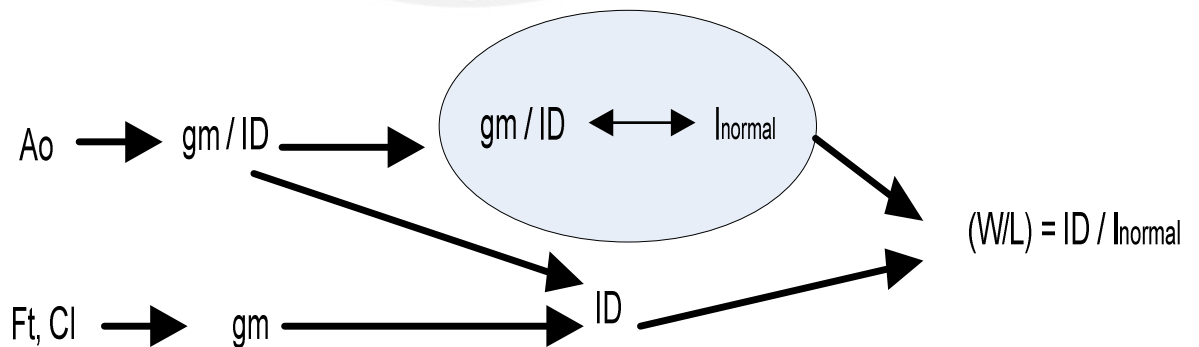 Ao
gm / ID
gm / ID
Inormal
(W/L) = ID / Inormal
Ft, Cl
gm
ID